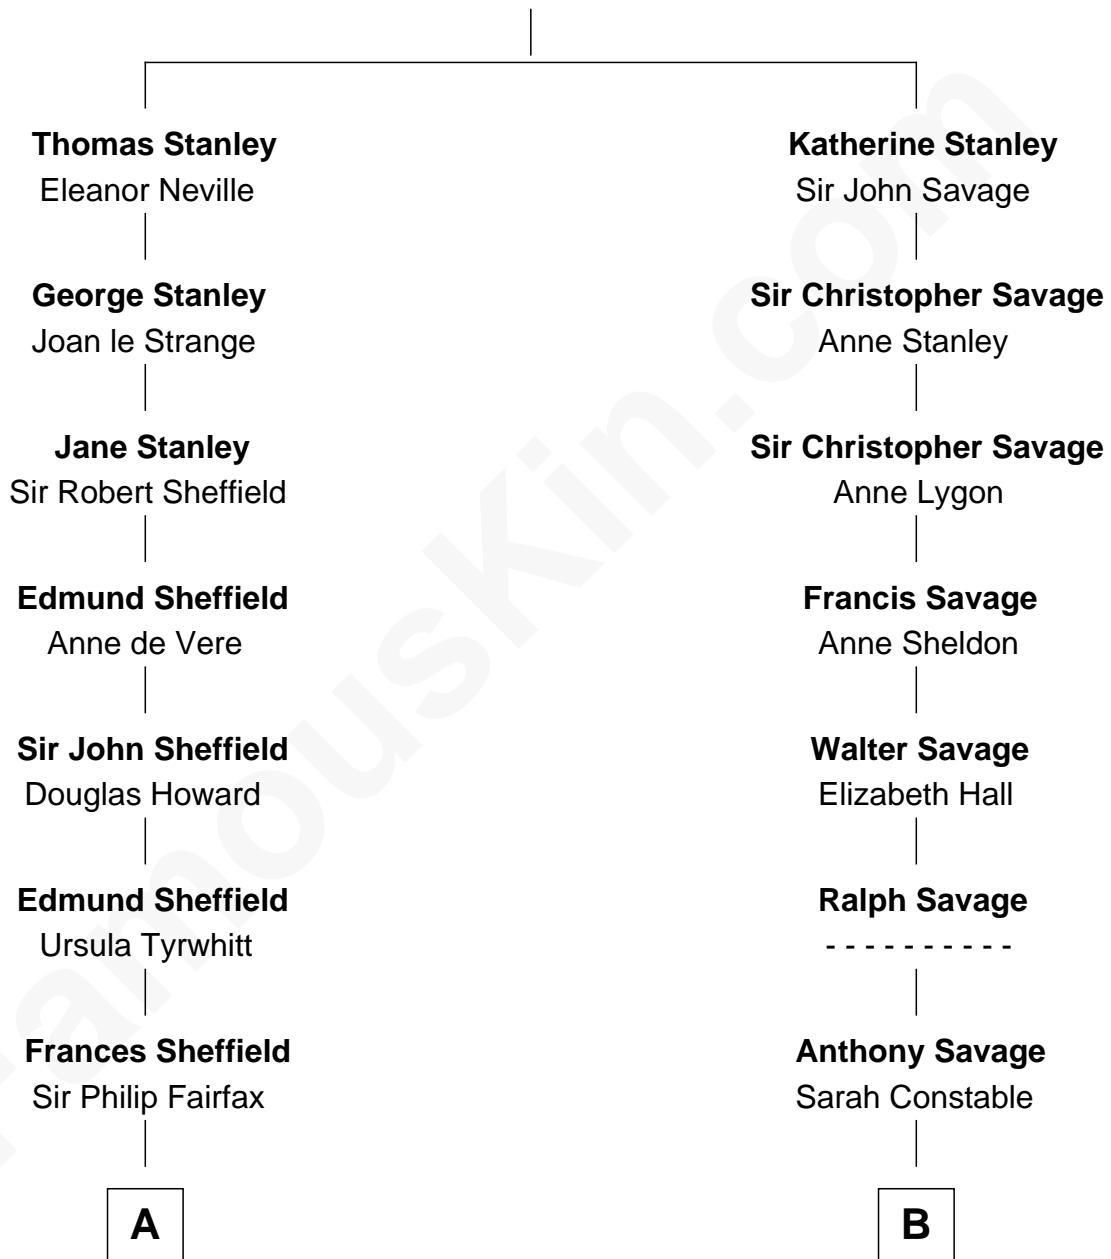 Thomas Stanley
Eleanor Neville
George Stanley
Joan le Strange
Jane Stanley
Sir Robert Sheffield
Edmund Sheffield
Anne de Vere
Sir John Sheffield
Douglas Howard
Edmund Sheffield
Ursula Tyrwhitt
Frances Sheffield
Sir Philip Fairfax
A
Katherine Stanley
Sir John Savage
Sir Christopher Savage
Anne Stanley
Sir Christopher Savage
Anne Lygon
Francis Savage
Anne Sheldon
Walter Savage
Elizabeth Hall
Ralph Savage
- - - - - - - - - -
Anthony Savage
Sarah Constable
B
FamousKin.com